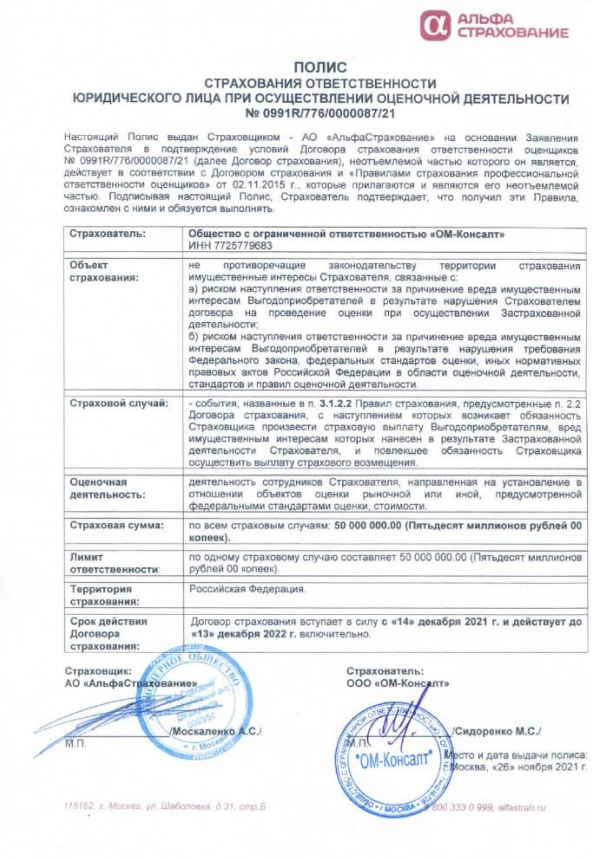 АЛЬФА
СТРАХОВАНИЕ
ПОЛИС
СТРАХОВАНИЯ ОТВЕТСТВЕННОСТИ
ЮРИДИЧЕСКОГО ЛИЦА ПРИ ОСУЩЕСТВЛЕНИИ ОЦЕНОЧНОЙ ДЕЯТЕЛЬНОСТИ
№ 0991R/776/0000087/21
Настоящий Полис выдан Страховщиком - АО «АльфаСтрахование» на основании Заявления
Страхователя в подтверждение условий Договора страхования ответственности оценщиков
№ 0991R/776/0000087/21 (далее Договор страхования), неотъемлемой частью которого он является,
действует в соответствии с Договором страхования и «Правилами страхования профессиональной
ответственности оценщиков» от 02.11.2015 г., которые прилагаются и являются его неотъемлемой
частью. Подписывая настоящий Полис, Страхователь подтверждает, что получил эти Правила,
ознакомлен с ними и обязуется выполнять.
Страхователь:
Общество с ограниченной ответственностью «ОМ-Консалт»
ИНН 7725779683
Объект
страхования:
не противоречащие законодательству территории страхования
имущественные интересы Страхователя, связанные с:
а) риском наступления ответственности за причинение вреда имущественным
интересам Выгодоприобретателей в результате нарушения Страхователем
договора на проведение оценки при осуществлении Застрахованной
деятельности;
б) риском наступления ответственности за причинение вреда имущественным
интересам Выгодоприобретателей в результате нарушения требования
Федерального закона, федеральных стандартов оценки, иных нормативных
правовых актов Российской Федерации в области оценочной деятельности,
стандартов и правил оценочной деятельности.
Страховой случай:
- события, названные в п. 3.1.2.2 Правил страхования, предусмотренные п. 2.2
Договора страхования, с наступлением которых возникает обязанность
Страховщика произвести страховую выплату Выгодоприобретателям, вред
имущественным интересам которых нанесен в результате Застрахованной
деятельности Страхователя, и повлекшее обязанность Страховщика
осуществить выплату страхового возмещения.
Оценочная
деятельность:
деятельность сотрудников Страхователя, направленная на установление в
отношении объектов оценки рыночной или иной, предусмотренной
федеральными стандартами оценки, стоимости.
Страховая сумма:
по всем страховым случаям: 50 000 000.00 (Пятьдесят миллионов рублей 00
копеек).
Лимит
ответственности:
по одному страховому случаю составляет 50 000 000.00 (Пятьдесят миллионов
рублей 00 копеек).
Территория
страхования:
Российская Федерация.
Срок действия
Договора
страхования:
Договор страхования вступает в силу с «14» декабря 2021 г. и действует до
«13» декабря 2022 г. включительно.
Страховщик:
АО «АльфаСтрахование»
/Москаленко А.С./
М.П.
Страхователь:
ООО «ОМ-Консалт»
/Сидоренко М.С./
М.П.
"ОМ-Консалт"
Место и дата выдачи полиса:
Москва, «26» ноября 2021 г.
115162, г. Москва, ул. Шаболовка, д.31, стр.Б
8 800 333 0 999, alfastrah.ru